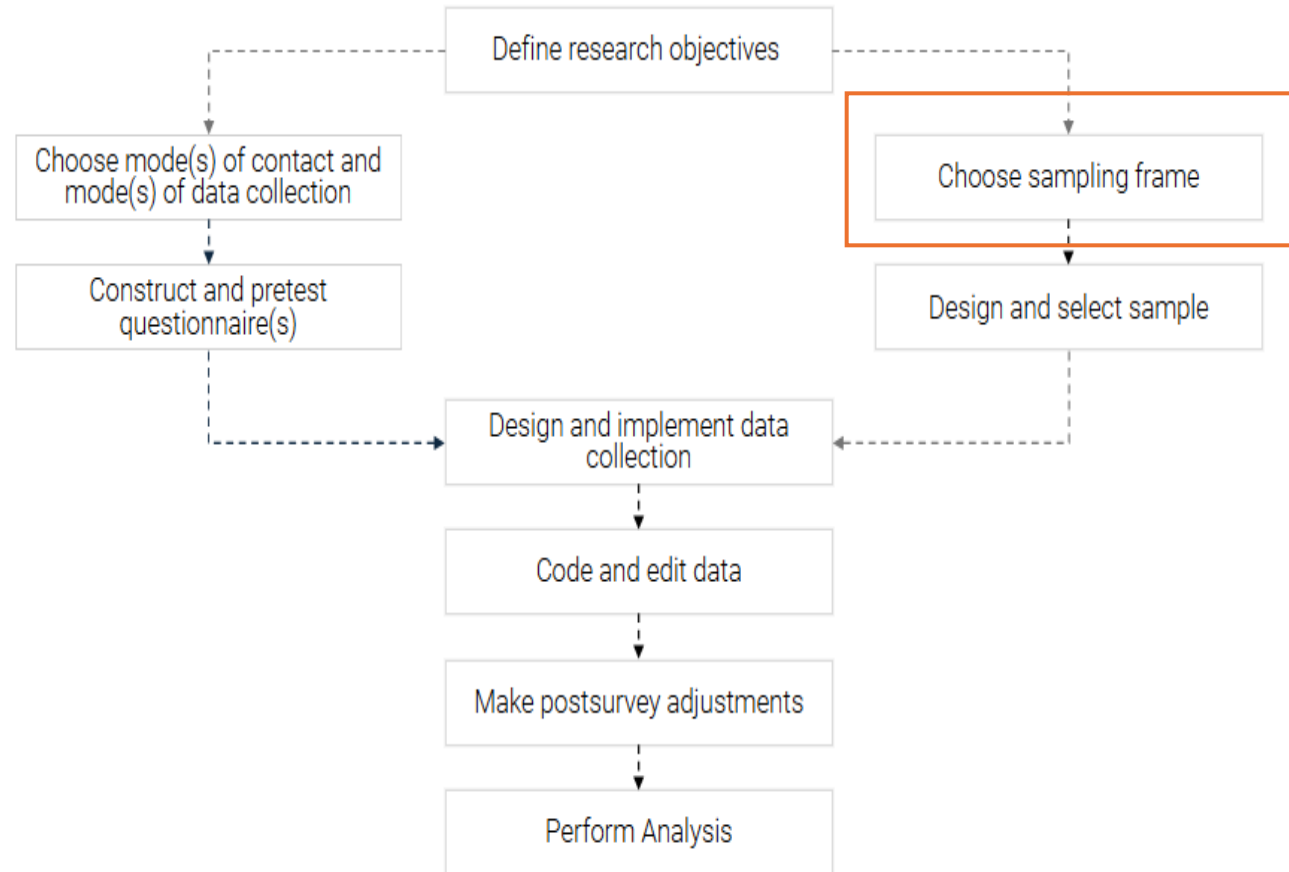 Define research objectives
Choose mode(s) of contact and
mode(s) of data collection
Choose sampling frame
Construct and pretest
questionnaire(s)
Design and select sample
Design and implement data
collection
Code and edit data
Make postsurvey adjustments
Perform Analysis